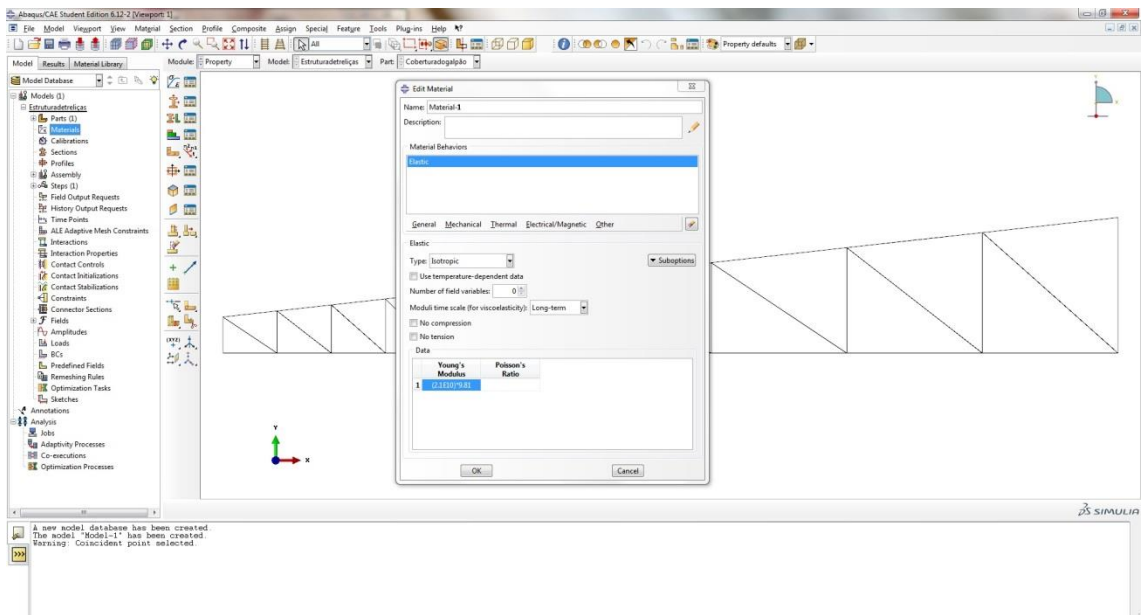 Abaqus/CAE Student Edition 6.12-2 [Viewport: 1]
File Model Viewport View Material Section Profile Composite Assign Special Feature Tools Plug-ins Help
All
Property defaults
Model Results Material Library
Module: Property Model: Estruturadetreliças Part: Coberturadogalpão
Model Database
Models (1)
Estruturadetreliças
Parts (1)
Materials
Calibrations
Sections
Profiles
Assembly
Steps (1)
Field Output Requests
History Output Requests
Time Points
ALE Adaptive Mesh Constraints
Interactions
Interaction Properties
Contact Controls
Contact Initializations
Contact Stabilizations
Constraints
Connector Sections
Fields
Amplitudes
Loads
BCs
Predefined Fields
Remeshing Rules
Optimization Tasks
Sketches
Annotations
Analysis
Jobs
Adaptivity Processes
Co-executions
Optimization Processes
Edit Material
Name: Material-1
Description:
Material Behaviors
Elastic
General Mechanical Thermal Electrical/Magnetic Other
Elastic
Type: Isotropic
Suboptions
Use temperature-dependent data
Number of field variables: 0
Moduli time scale (for viscoelasticity): Long-term
No compression
No tension
Data
Young's Modulus
Poisson's Ratio
1 (2.1E10)*9.81
OK Cancel
Y
X
SIMULIA
A new model database has been created.
The model "Model-1" has been created.
Warning: Coincident point selected.
>>>